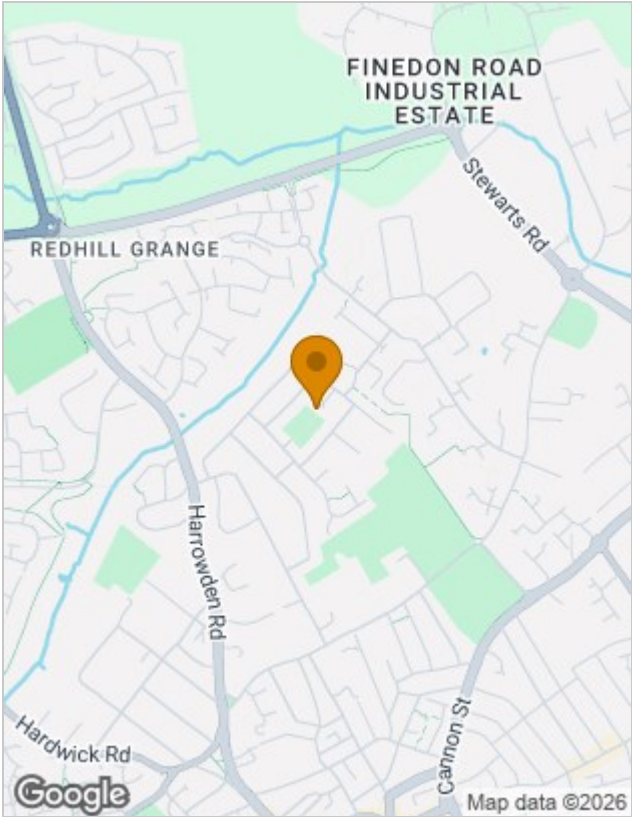 FINEDON ROAD
INDUSTRIAL
ESTATE
Stewarts Rd
REDHILL GRANGE
Harrowden Rd
Hardwick Rd
Cannon St
Google
Map data ©2026